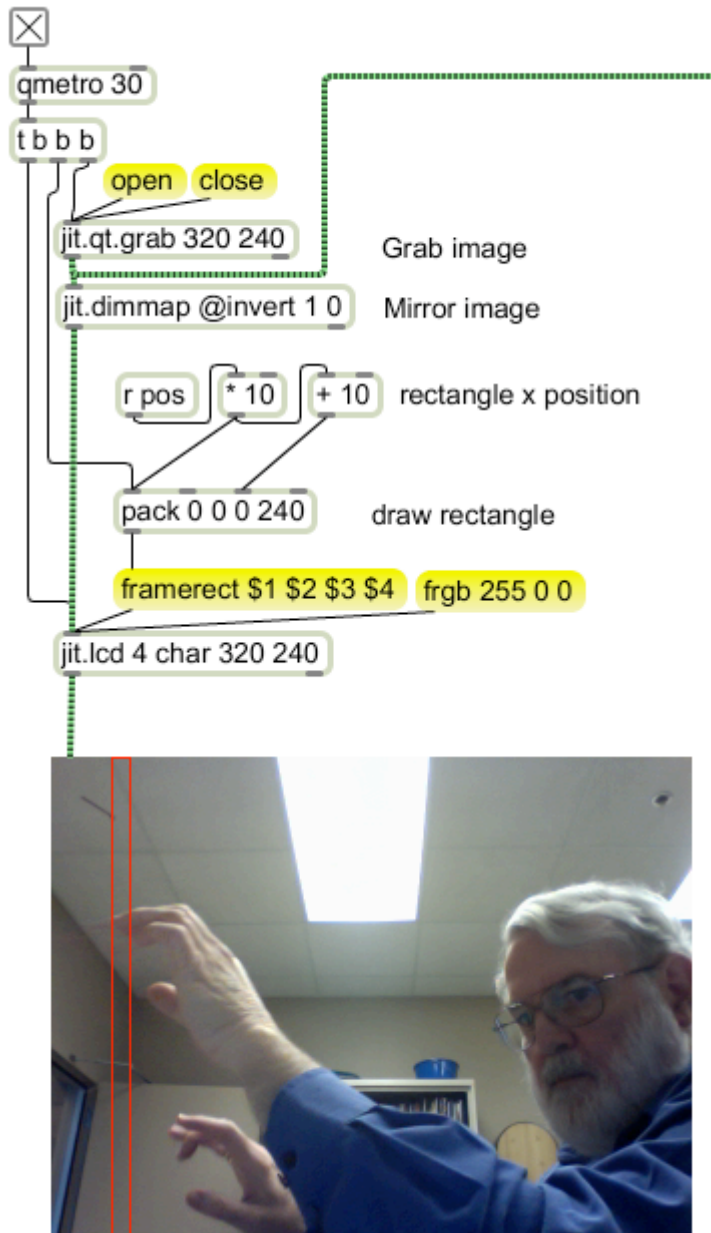 qmetro 30
t b b b
open close
jit.qt.grab 320 240 Grab image
jit.dimmap @invert 1 0 Mirror image
r pos * 10 + 10 rectangle x position
pack 0 0 0 240 draw rectangle
framerect $1 $2 $3 $4 frgb 255 0 0
jit.lcd 4 char 320 240